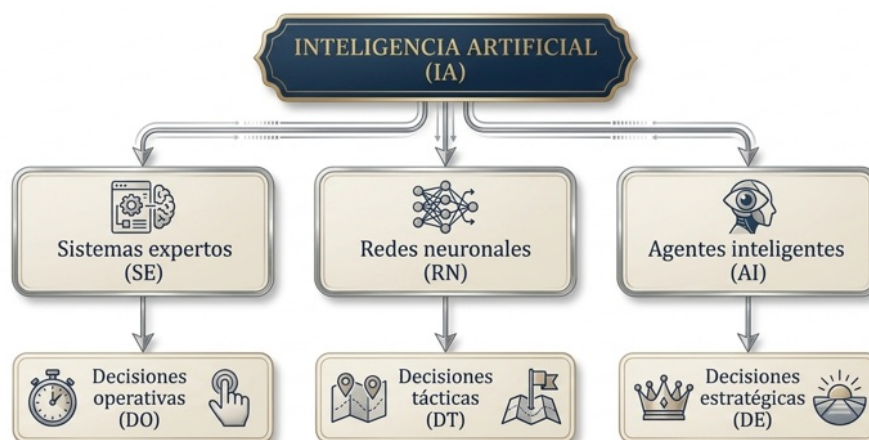 INTELIGENCIA ARTIFICIAL
(IA)
Sistemas expertos
(SE)
Redes neuronales
(RN)
Agentes inteligentes
(AI)
Decisiones
operativas
(DO)
Decisiones
tácticas
(DT)
Decisiones
estratégicas
(DE)